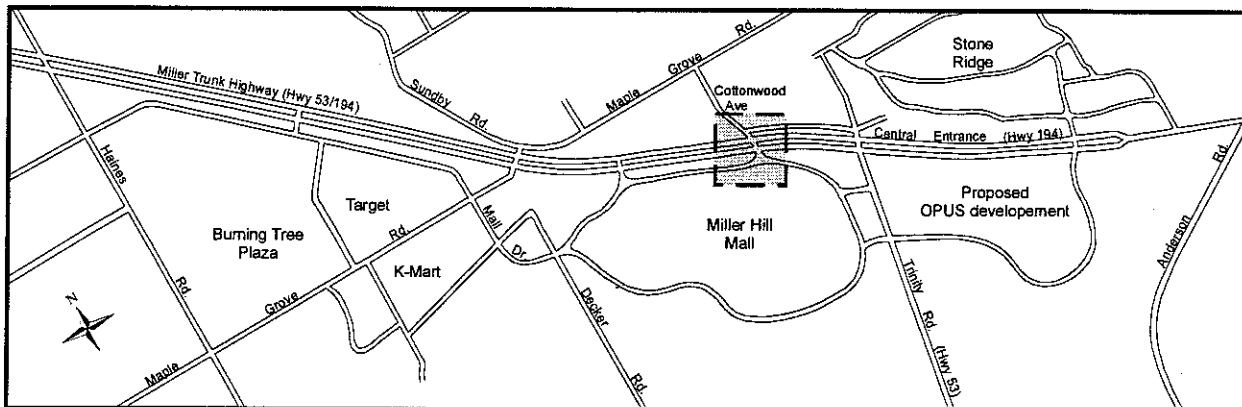 Stone
Ridge
Miller Trunk Highway (Hwy 53/194)
Sundby
Rd.
Maple
Grove
Rd.
Cottonwood
Ave
Central Entrance (Hwy 194)
Haines
Rd.
Target
Burning Tree
Plaza
K-Mart
Mall
Dr.
Miller Hill
Mall
Proposed
OPUS developement
Anderson
Rd.
Trinity
Rd.
(Hwy 53)
Decker
Rd.
Maple
Grove
Rd.
N